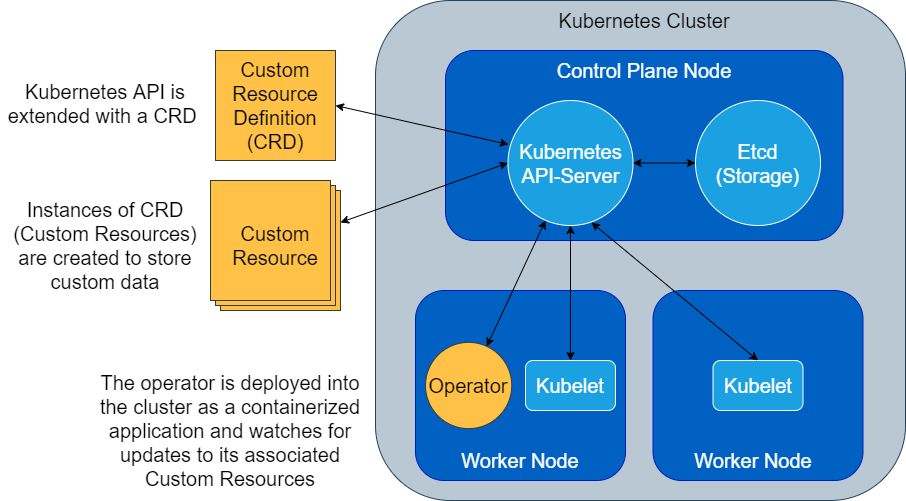 Kubernetes Cluster
Kubernetes API is
extended with a CRD
Custom
Resource
Definition
(CRD)
Control Plane Node
Kubernetes
API-Server
Etcd
(Storage)
Instances of CRD
(Custom Resources)
are created to store
custom data
Custom
Resource
The operator is deployed into
the cluster as a containerized
application and watches for
updates to its associated
Custom Resources
Operator
Kubelet
Worker Node
Kubelet
Worker Node